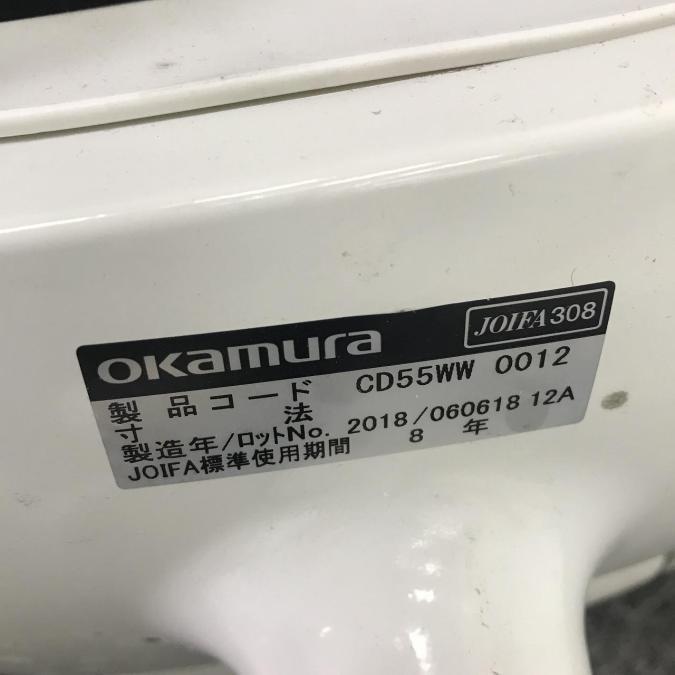 okamura JOIFA308
製品コード CD55WW 0012
寸法
製造年/ロットNo. 2018/060618 12A
JOIFA標準使用期間 8 年